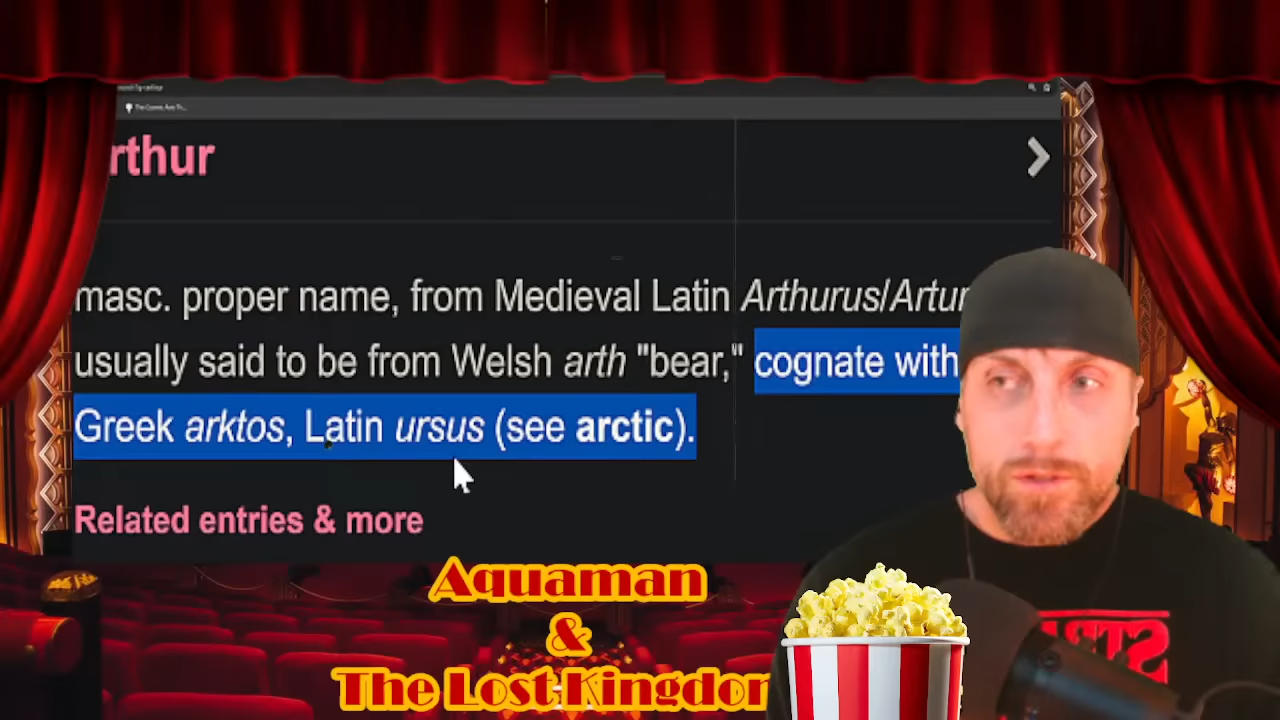 rthur
masc. proper name, from Medieval Latin Arthurus/Artur
usually said to be from Welsh arth "bear," cognate with
Greek arktos, Latin ursus (see arctic).
Related entries & more
Aquaman
&
The Lost Kingdom